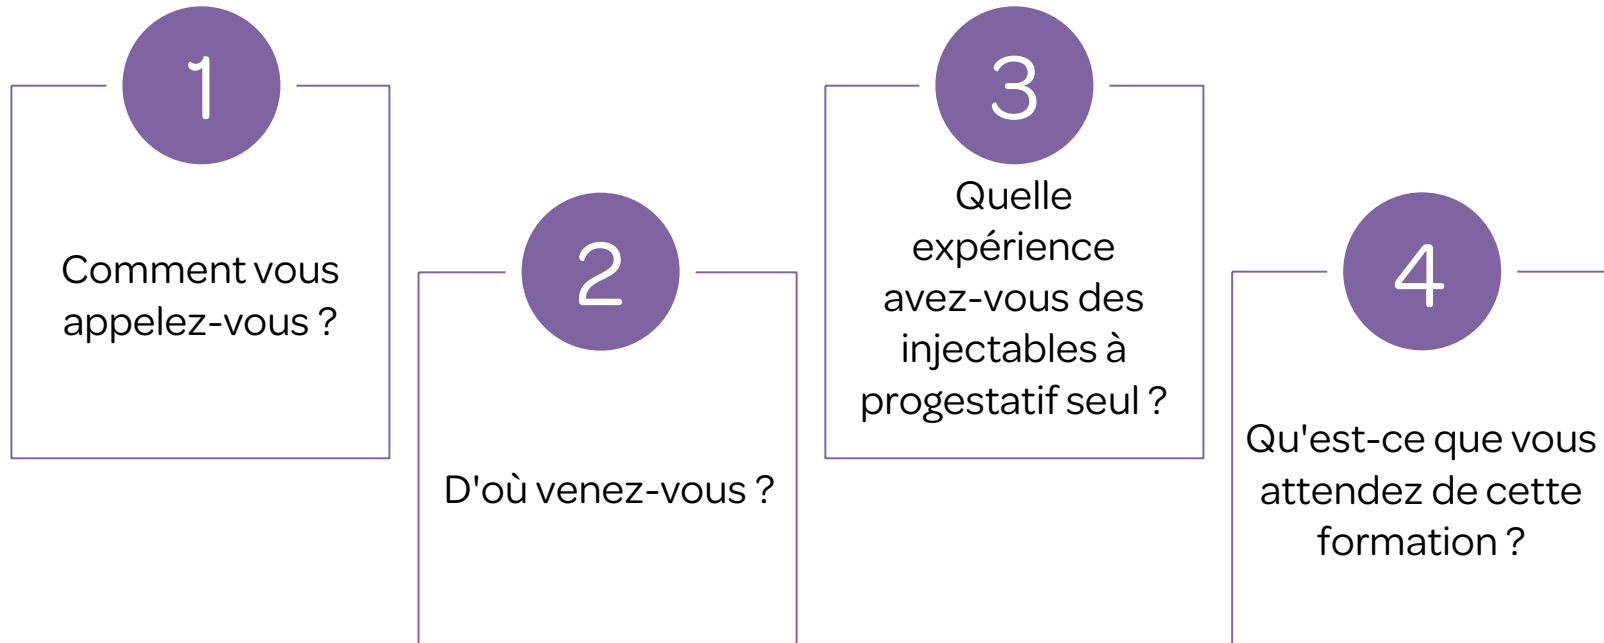 1
Comment vous
appelez-vous ?
2
D'où venez-vous ?
3
Quelle
expérience
avez-vous des
injectables à
progestatif seul ?
4
Qu'est-ce que vous
attendez de cette
formation ?